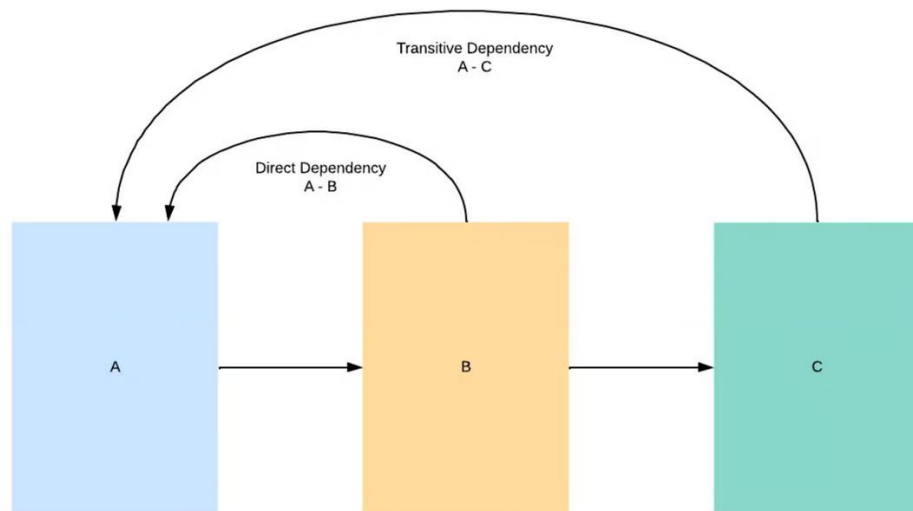 Transitive Dependency
A - C
Direct Dependency
A - B
A
B
C